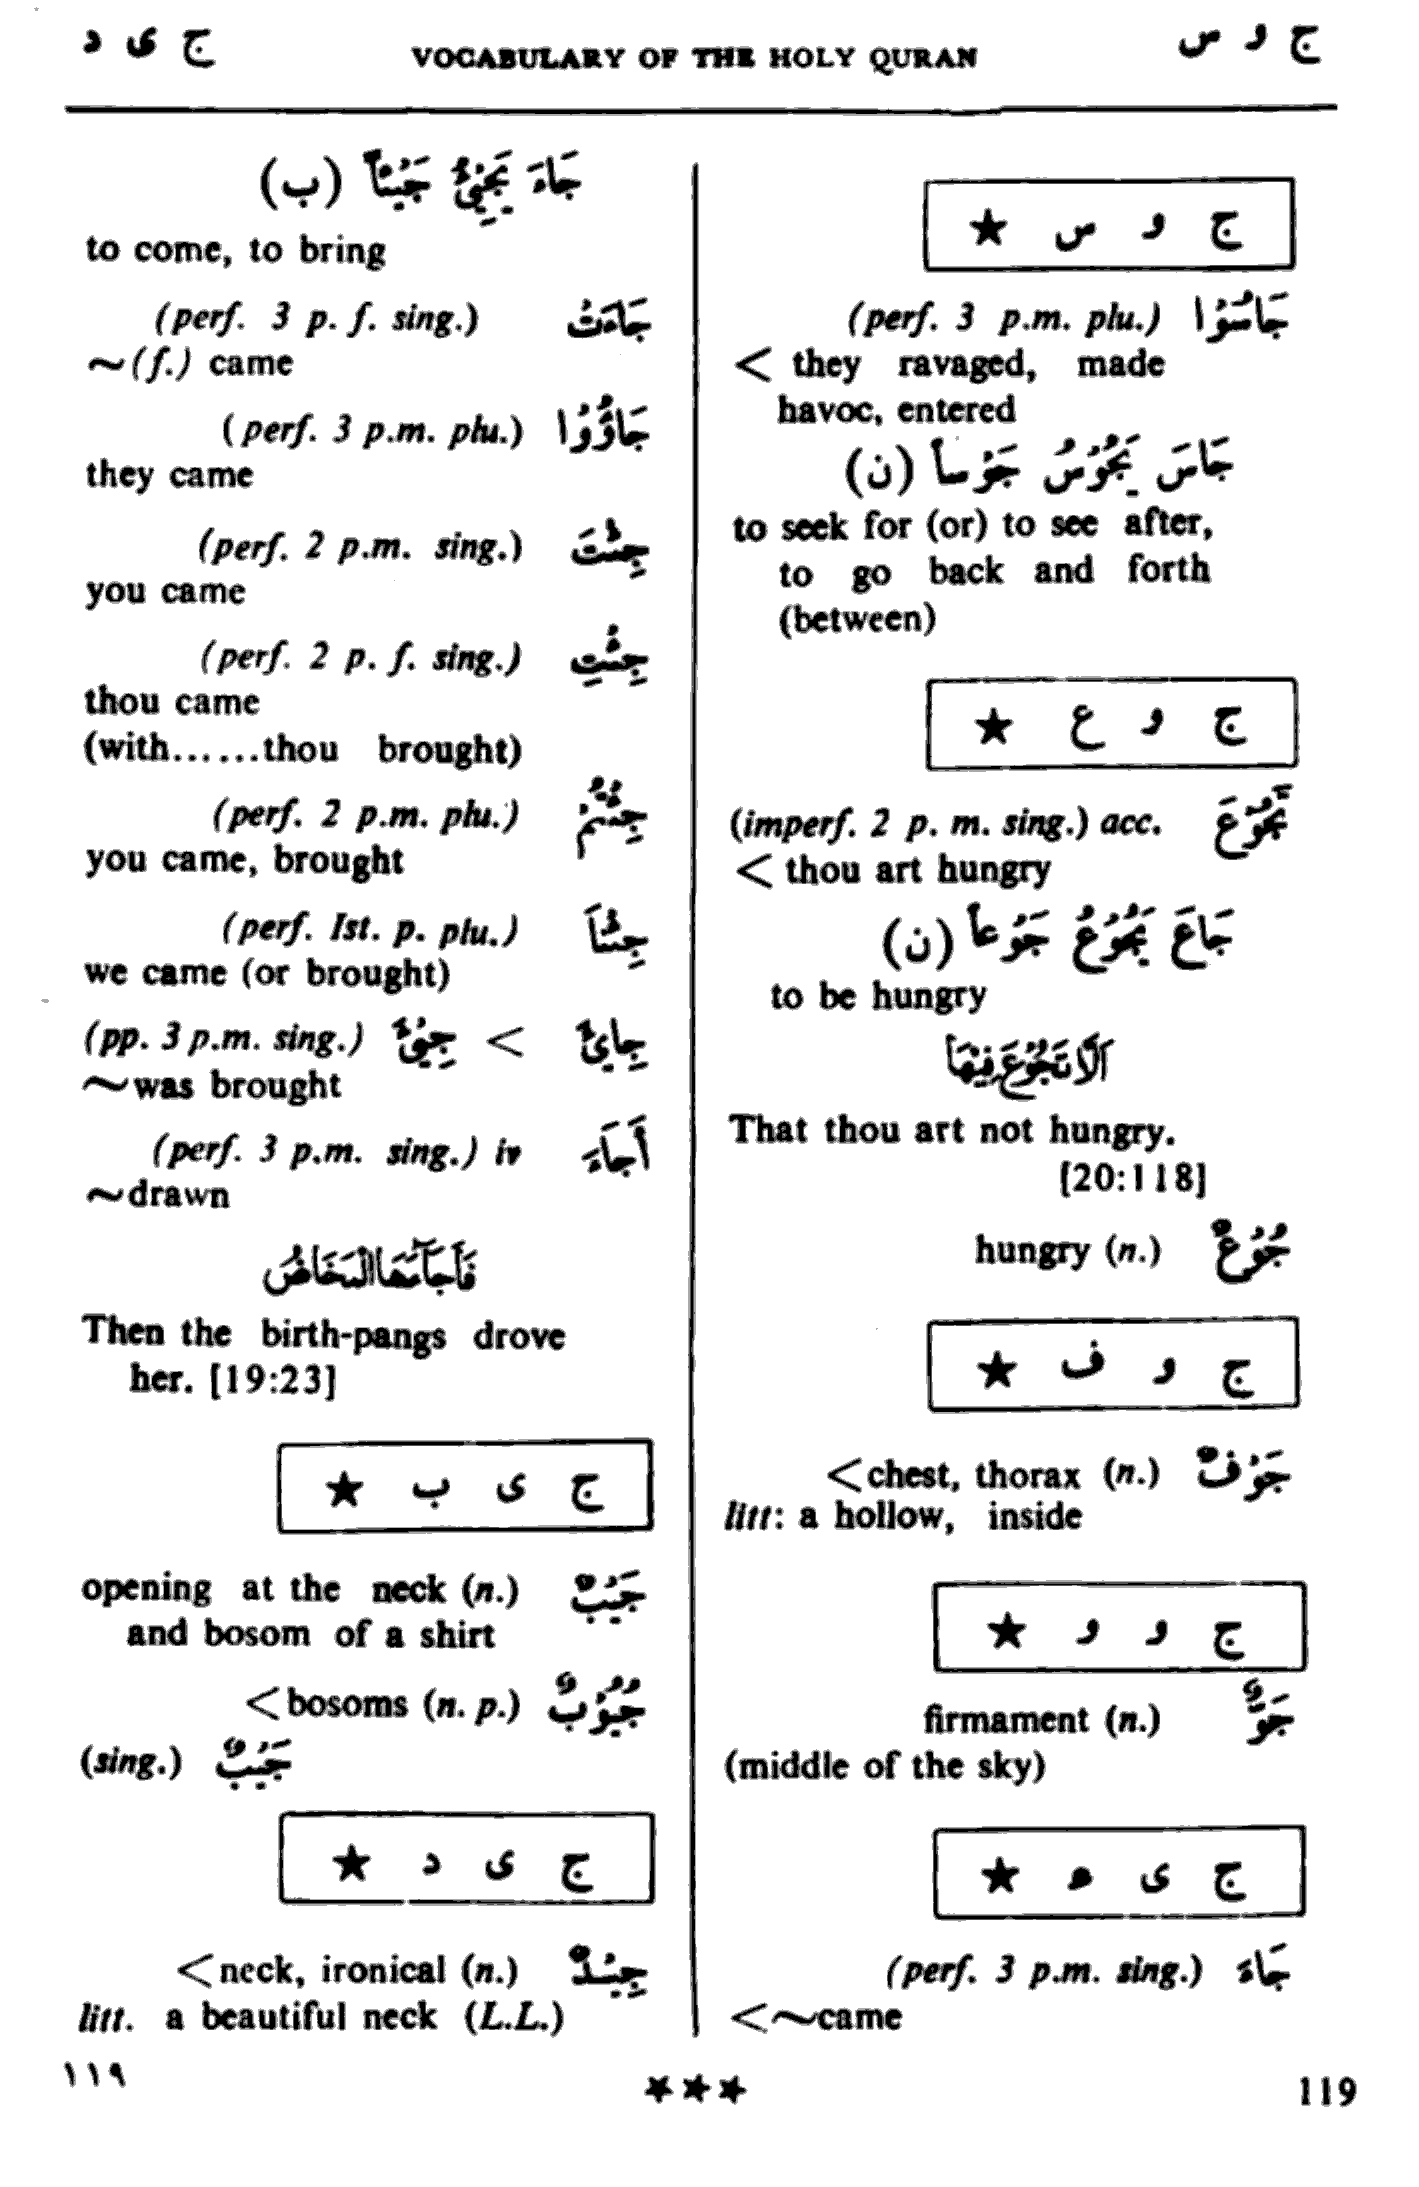 ج و س VOCABULARY OF THE HOLY QURAN ج ى د
ج و س ★
(perf. 3 p.m. plu.) جَاسُوْا
< they ravaged, made
havoc, entered
جَاسَ يَجُوْسُ جَوْساً (ن)
to seek for (or) to see after,
to go back and forth
(between)
ج و ع ★
(imperf. 2 p. m. sing.) acc. تَجُوْعَ
< thou art hungry
جَاعَ يَجُوْعُ جَوْعاً (ن)
to be hungry
اَلَّا تَجُوْعَ فِيْهَا
That thou art not hungry.
[20:118]
hungry (n.) جُوْعٌ
ج و ف ★
<chest, thorax (n.) جَوْفٌ
litt: a hollow, inside
ج و و ★
firmament (n.) جَوٌّ
(middle of the sky)
ج ى ء ★
(perf. 3 p.m. sing.) جَاءَ
<~came
جَاءَ يَجِيْئُ جَيْئاً (ب)
to come, to bring
(perf. 3 p. f. sing.) جَاءَتْ
~(f.) came
(perf. 3 p.m. plu.) جَاؤُوْا
they came
(perf. 2 p.m. sing.) جِئْتَ
you came
(perf. 2 p. f. sing.) جِئْتِ
thou came
(with......thou brought)
(perf. 2 p.m. plu.) جِئْتُمْ
you came, brought
(perf. Ist. p. plu.) جِئْنَا
we came (or brought)
(pp. 3 p.m. sing.) جِيْئَ < جِايْئَ
~was brought
(perf. 3 p.m. sing.) iv أَجَاءَ
~drawn
فَأَجَآءَهَا الْمَخَاضُ
Then the birth-pangs drove
her. [19:23]
ج ى ب ★
opening at the neck (n.) جَيْبٌ
and bosom of a shirt
<bosoms (n. p.) جُيُوْبٌ
(sing.) جَيْبٌ
ج ى د ★
<neck, ironical (n.) جِيْدٌ
litt. a beautiful neck (L.L.)
١١٩ ★★★ 119